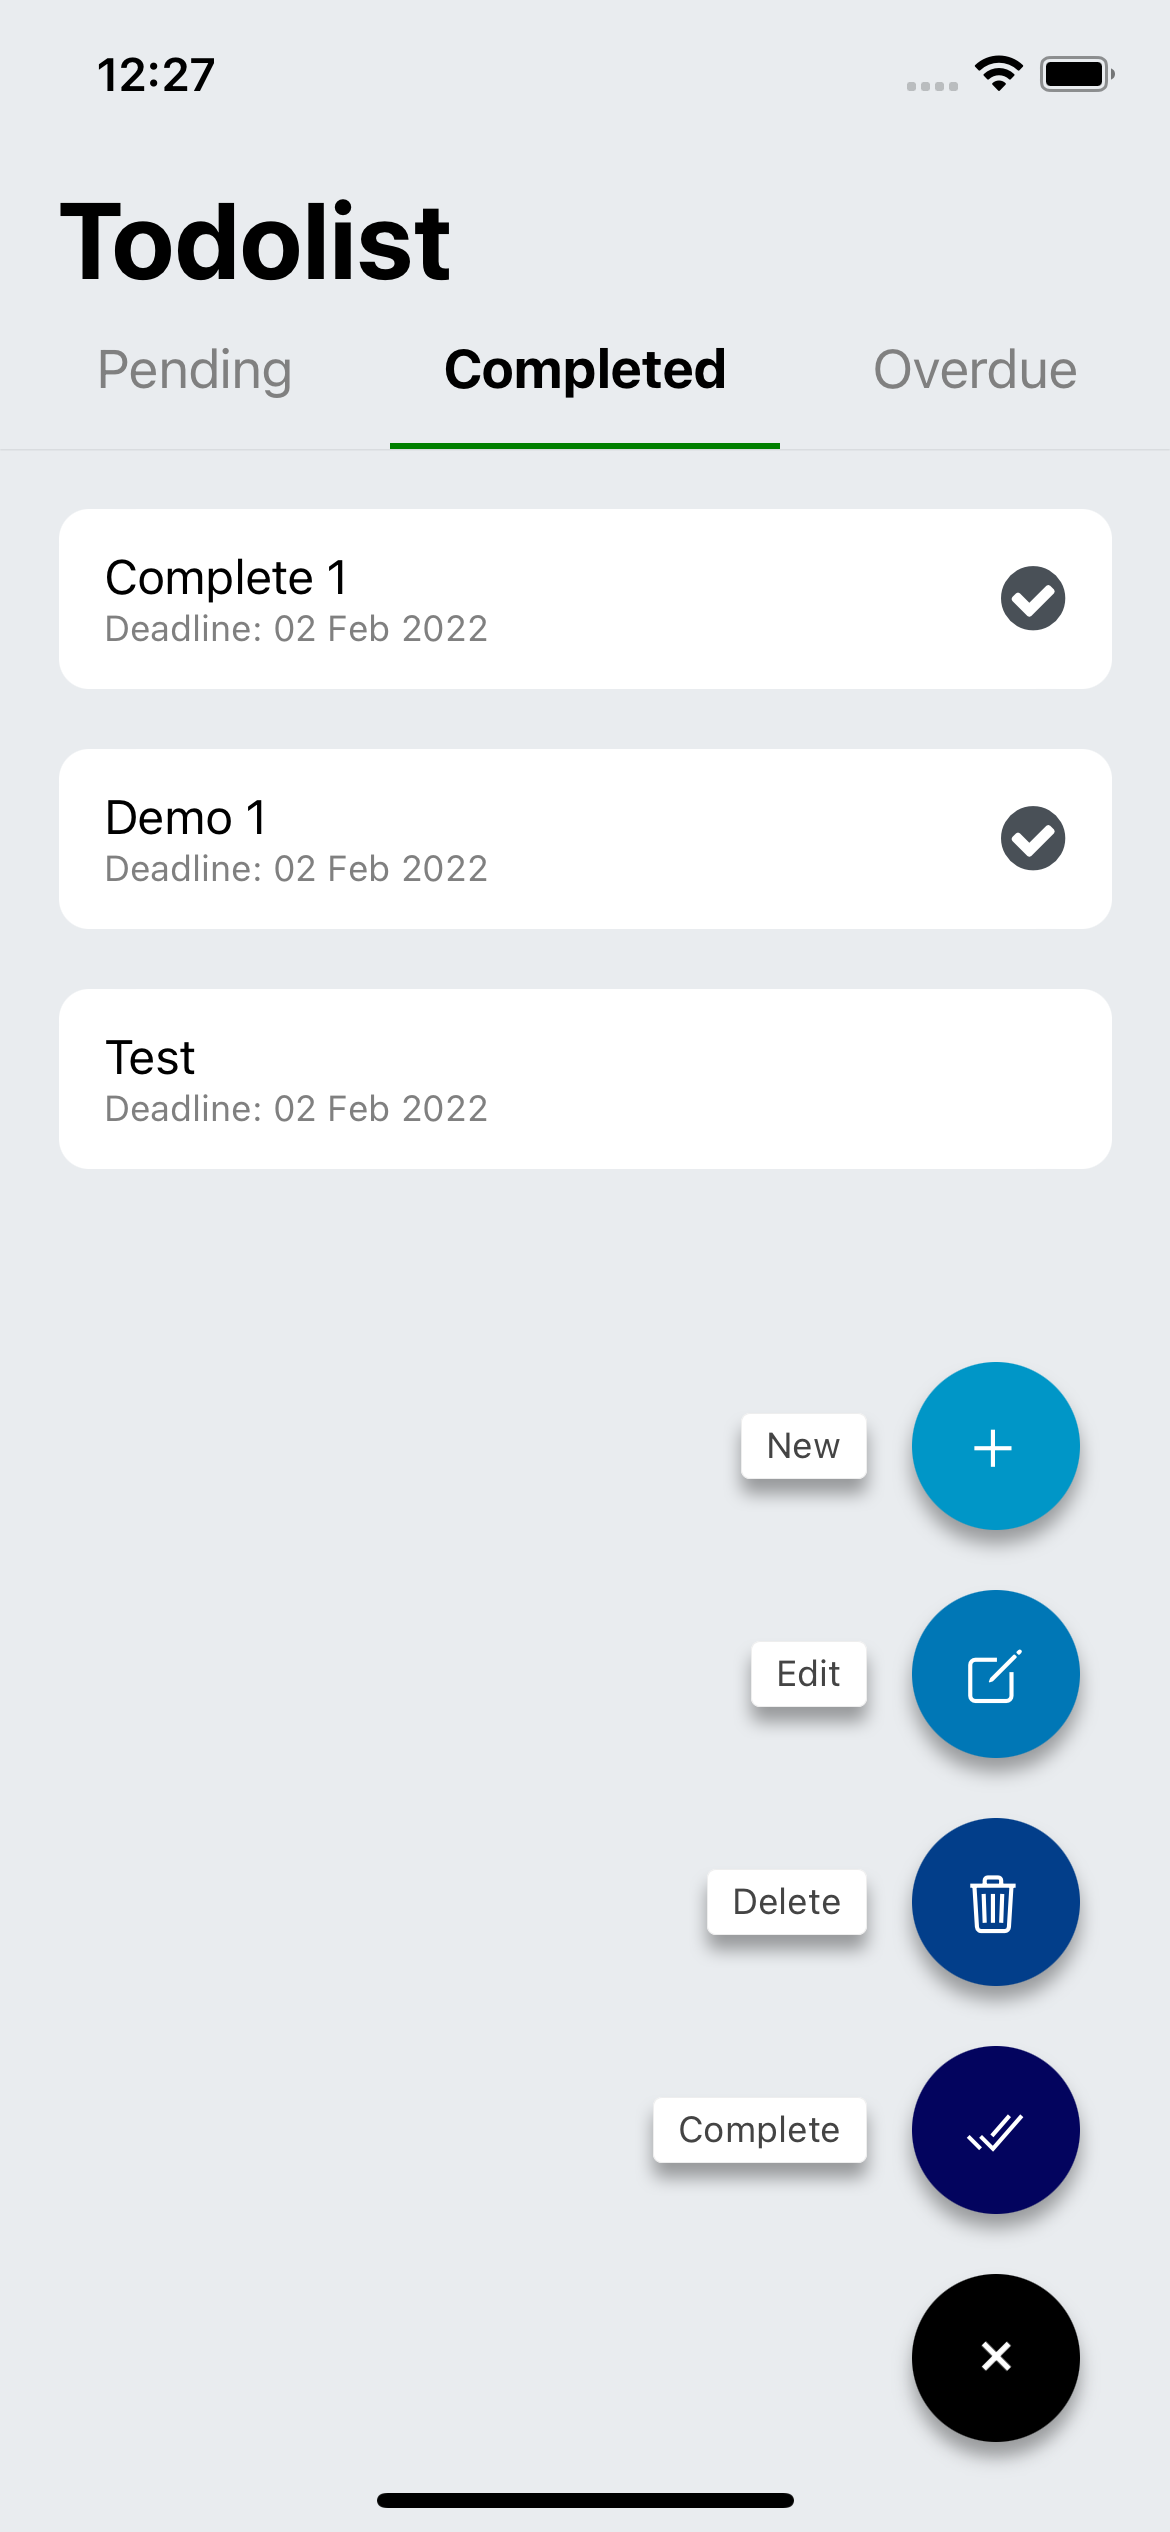 12:27
Todolist
Pending Completed Overdue
Complete 1
Deadline: 02 Feb 2022
Demo 1
Deadline: 02 Feb 2022
Test
Deadline: 02 Feb 2022
New
Edit
Delete
Complete